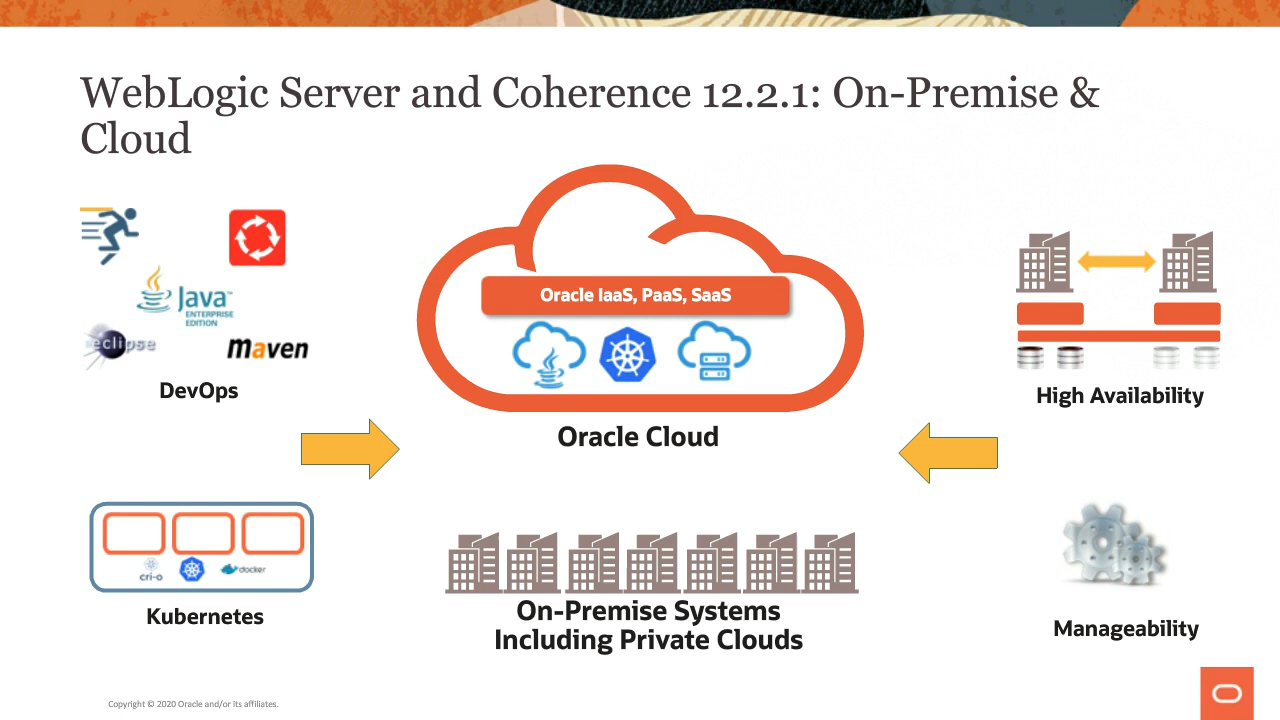 WebLogic Server and Coherence 12.2.1: On-Premise &
Cloud
Java™
ENTERPRISE
EDITION
eclipse
maven
DevOps
Oracle IaaS, PaaS, SaaS
Oracle Cloud
High Availability
cri-o
docker
Kubernetes
On-Premise Systems
Including Private Clouds
Manageability
Copyright © 2020 Oracle and/or its affiliates.